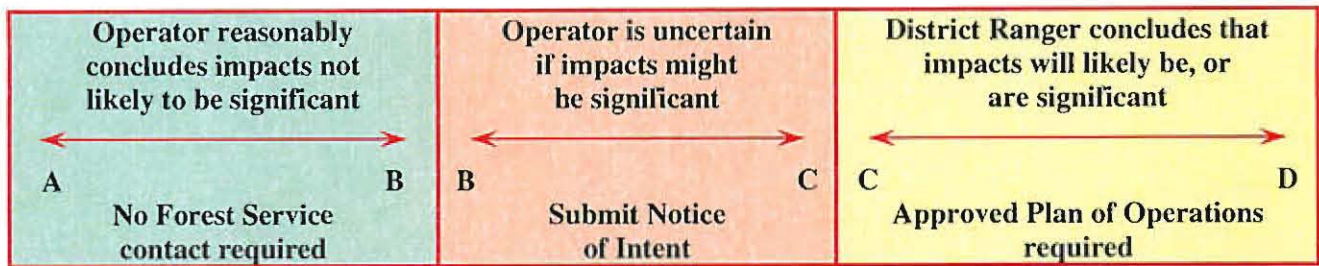 Operator reasonably
concludes impacts not
likely to be significant
A B
No Forest Service
contact required
Operator is uncertain
if impacts might
be significant
B C
Submit Notice
of Intent
District Ranger concludes that
impacts will likely be, or
are significant
C D
Approved Plan of Operations
required